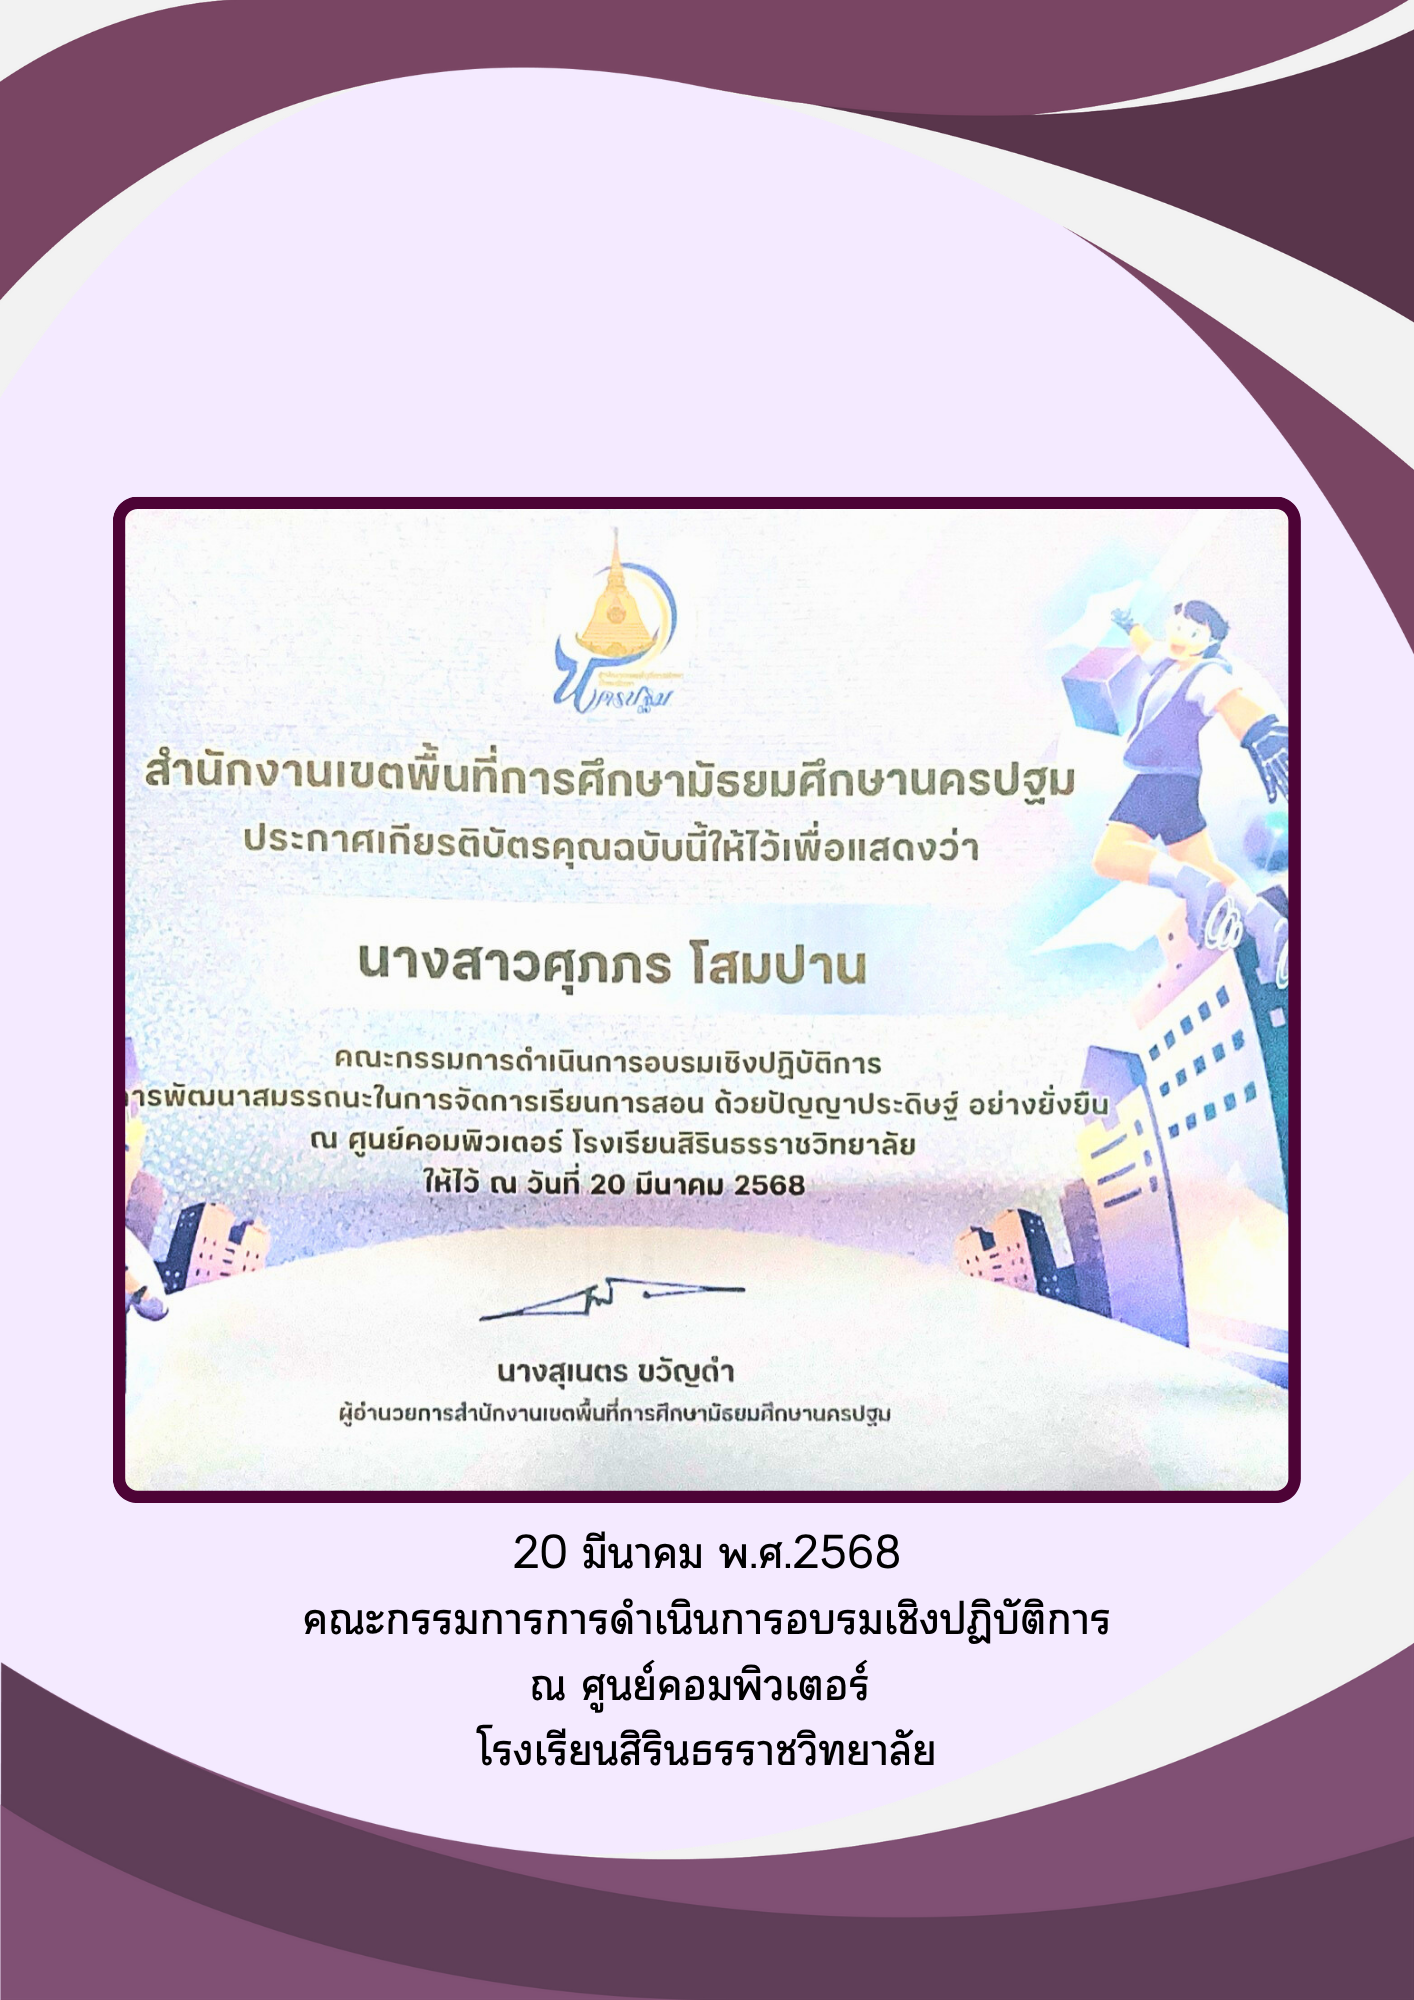 นครปฐม
สำนักงานเขตพื้นที่การศึกษามัธยมศึกษานครปฐม
ประกาศเกียรติบัตรคุณฉบับนี้ให้ไว้เพื่อแสดงว่า
นางสาวศุภกร โสมปาน
คณะกรรมการดำเนินการอบรมเชิงปฏิบัติการ
ารพัฒนาสมรรถนะในการจัดการเรียนการสอน ด้วยปัญญาประดิษฐ์ อย่างยั่งยืน
ณ ศูนย์คอมพิวเตอร์ โรงเรียนสิรินธรราชวิทยาลัย
ให้ไว้ ณ วันที่ 20 มีนาคม 2568
นางสุเนตร ขวัญดำ
ผู้อำนวยการสำนักงานเขตพื้นที่การศึกษามัธยมศึกษานครปฐม
20 มีนาคม พ.ศ.2568
คณะกรรมการการดำเนินการอบรมเชิงปฏิบัติการ
ณ ศูนย์คอมพิวเตอร์
โรงเรียนสิรินธรราชวิทยาลัย